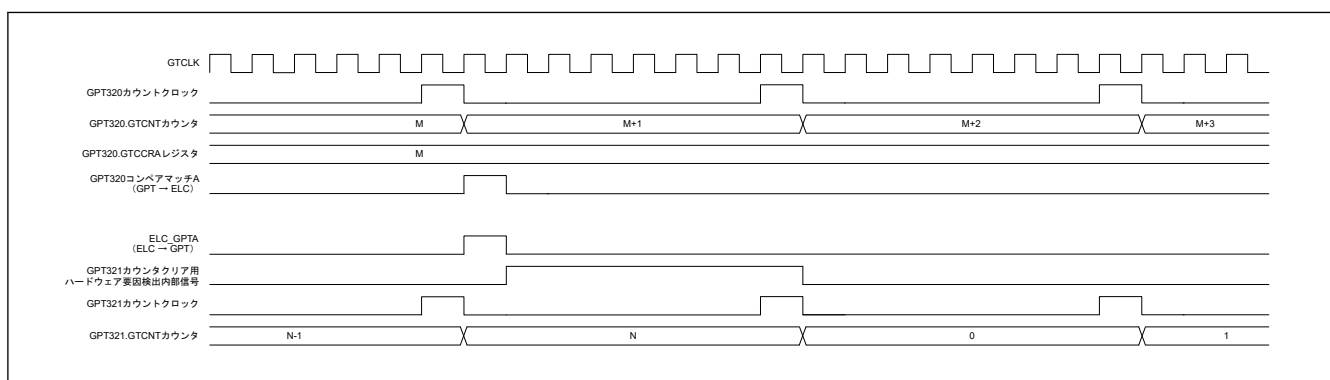 GTCLK
GPT320カウントクロック
GPT320.GTCNTカウンタ M M+1 M+2 M+3
GPT320.GTCCRAレジスタ M
GPT320コンペアマッチA
（GPT → ELC）
ELC_GPTA
（ELC → GPT）
GPT321カウンタクリア用
ハードウェア要因検出内部信号
GPT321カウントクロック
GPT321.GTCNTカウンタ N-1 N 0 1